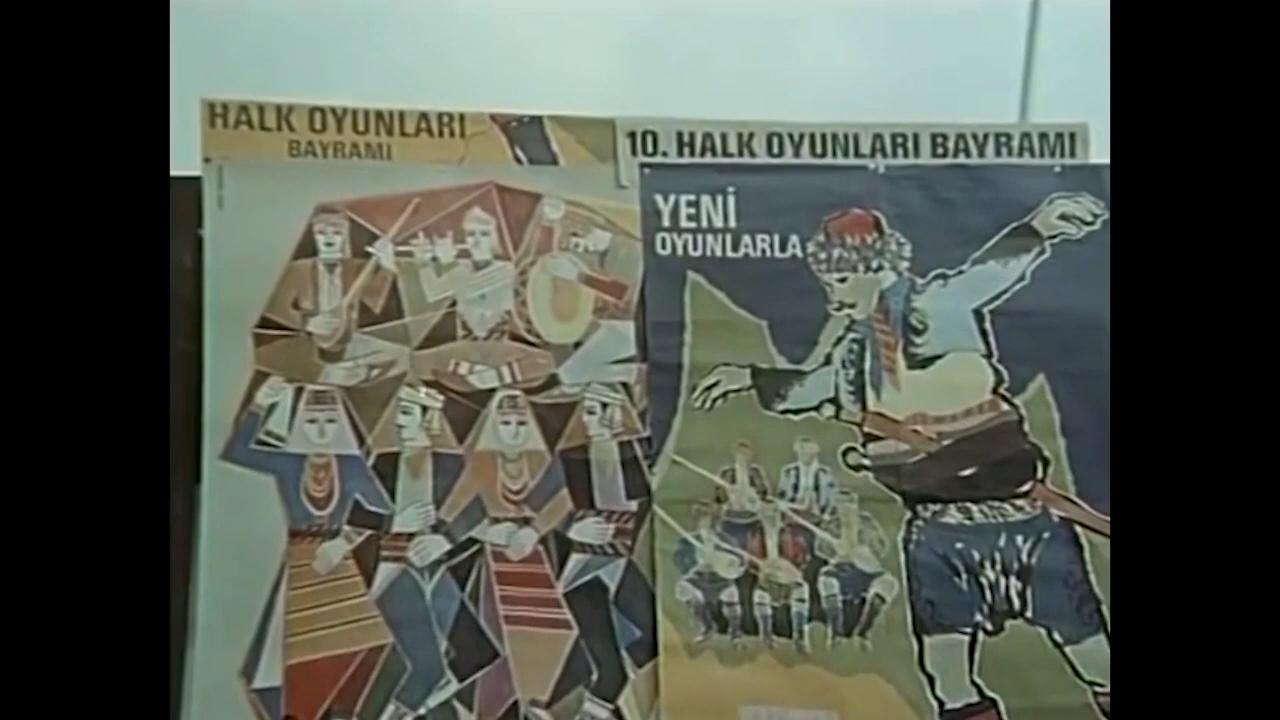 HALK OYUNLARI
BAYRAMI
10. HALK OYUNLARI BAYRAMI
YENİ
OYUNLARLA